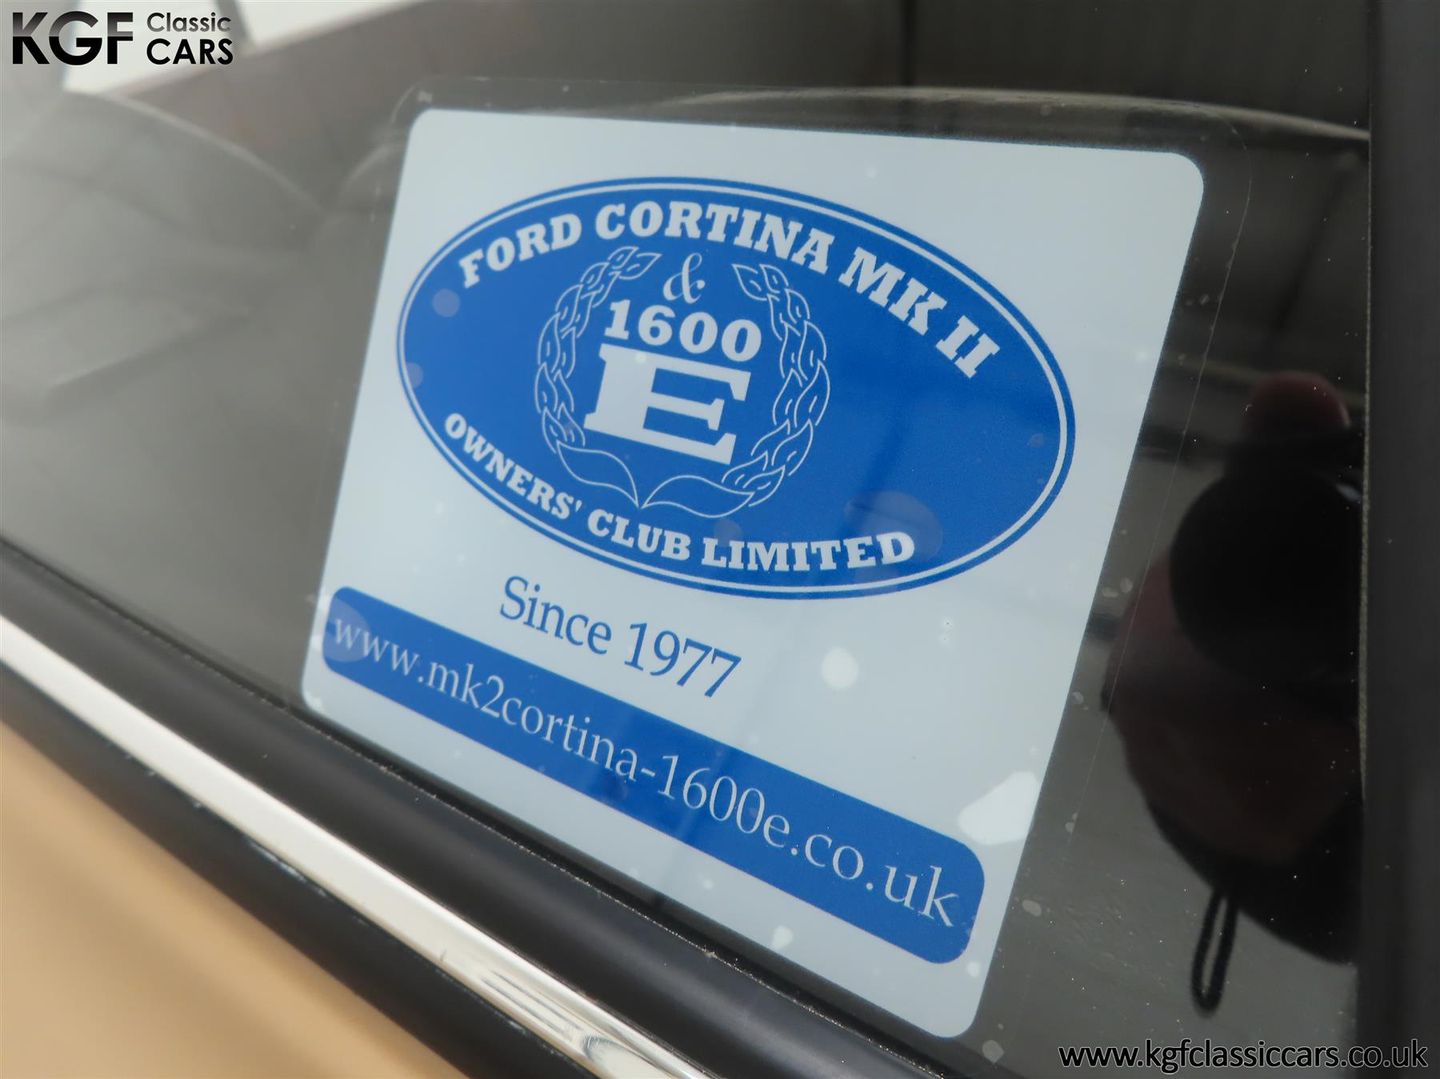 KGF Classic CARS
FORD CORTINA MK II
&
1600
E
OWNERS' CLUB LIMITED
Since 1977
www.mk2cortina-1600e.co.uk
www.kgfclassiccars.co.uk